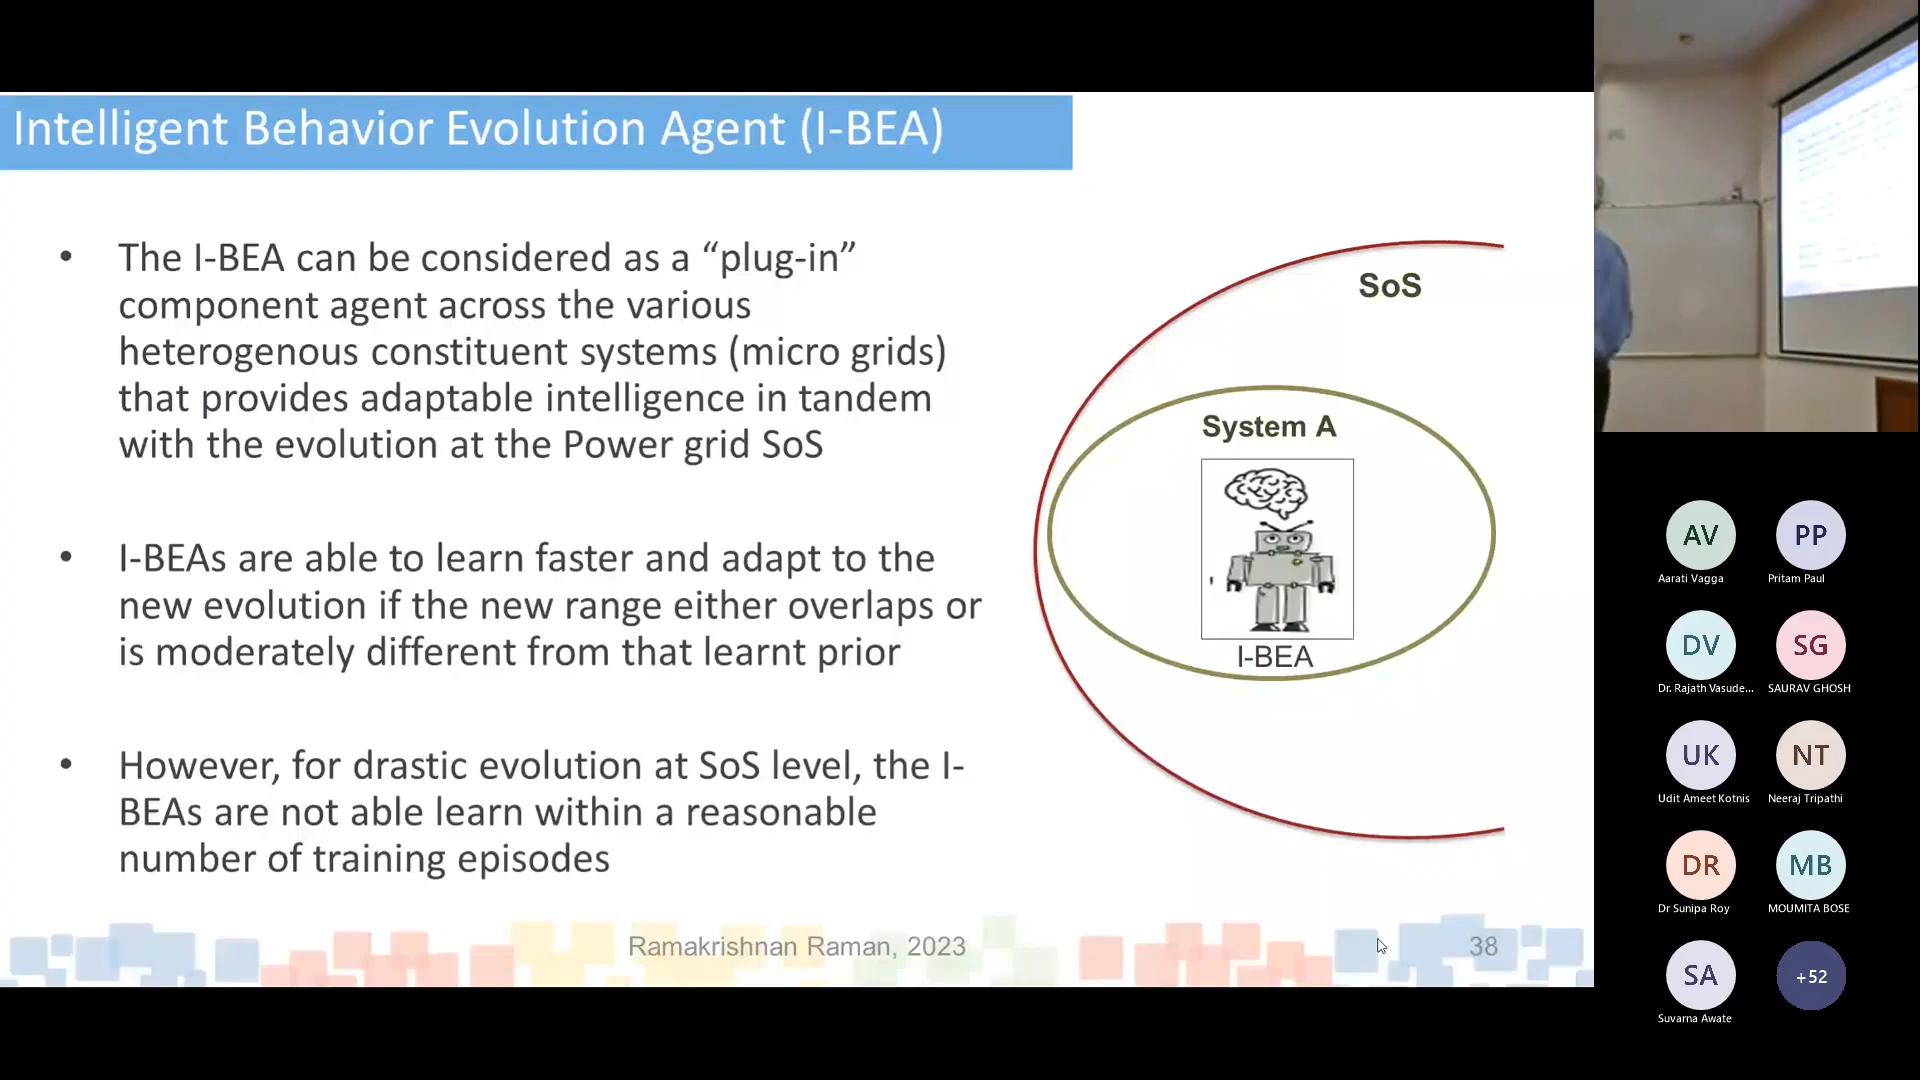 Intelligent Behavior Evolution Agent (I-BEA)
• The I-BEA can be considered as a “plug-in”
component agent across the various
heterogenous constituent systems (micro grids)
that provides adaptable intelligence in tandem
with the evolution at the Power grid SoS
• I-BEAs are able to learn faster and adapt to the
new evolution if the new range either overlaps or
is moderately different from that learnt prior
• However, for drastic evolution at SoS level, the I-
BEAs are not able learn within a reasonable
number of training episodes
SoS
System A
I-BEA
Ramakrishnan Raman, 2023
38
AV
Aarati Vagga
PP
Pritam Paul
DV
Dr. Rajath Vasude...
SG
SAURAV GHOSH
UK
Udit Ameet Kotnis
NT
Neeraj Tripathi
DR
Dr Sunipa Roy
MB
MOUMITA BOSE
SA
Suvarna Awate
+52